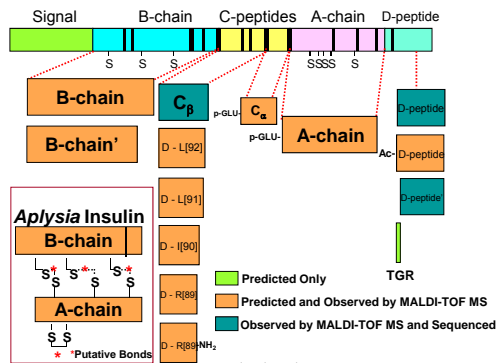 Signal B-chain C-peptides A-chain D-peptide
S S S SSSS S
B-chain
Cβ
p-GLU- Cα
p-GLU- A-chain
D-peptide
B-chain'
D - L[92]
Ac- D-peptide
D - L[91]
D-peptide'
Aplysia Insulin
B-chain
D - I[90]
TGR
S S* S *S S *S
A-chain
S S
* *Putative Bonds
D - R[89]
D - R[89]-NH2
Predicted Only
Predicted and Observed by MALDI-TOF MS
Observed by MALDI-TOF MS and Sequenced